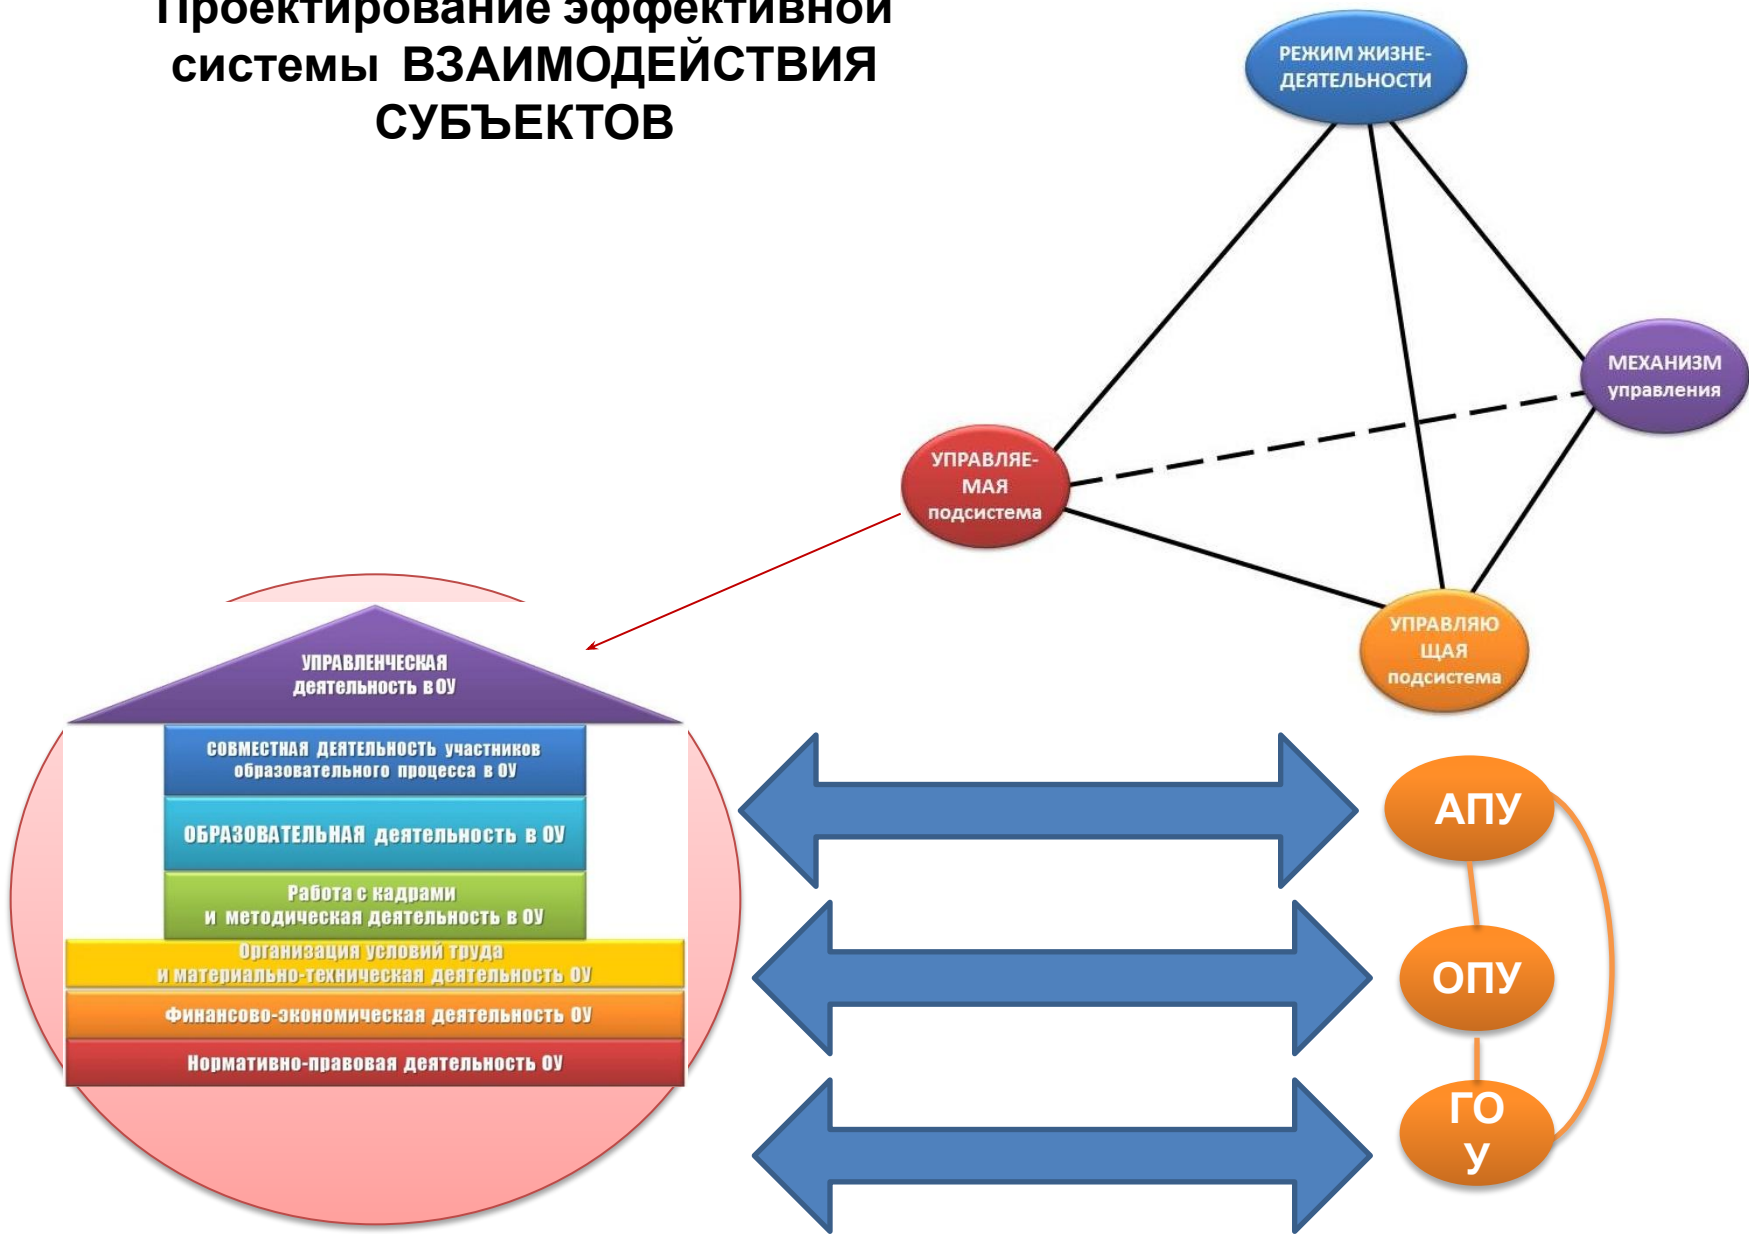 Проектирование эффективной
системы ВЗАИМОДЕЙСТВИЯ
СУБЪЕКТОВ
РЕЖИМ ЖИЗНЕ-
ДЕЯТЕЛЬНОСТИ
МЕХАНИЗМ
управления
УПРАВЛЯЕ-
МАЯ
подсистема
УПРАВЛЯЮ
ЩАЯ
подсистема
УПРАВЛЕНЧЕСКАЯ
деятельность в ОУ
СОВМЕСТНАЯ ДЕЯТЕЛЬНОСТЬ участников
образовательного процесса в ОУ
ОБРАЗОВАТЕЛЬНАЯ деятельность в ОУ
Работа с кадрами
и методическая деятельность в ОУ
Организация условий труда
и материально-техническая деятельность ОУ
Финансово-экономическая деятельность ОУ
Нормативно-правовая деятельность ОУ
АПУ
ОПУ
ГО
У